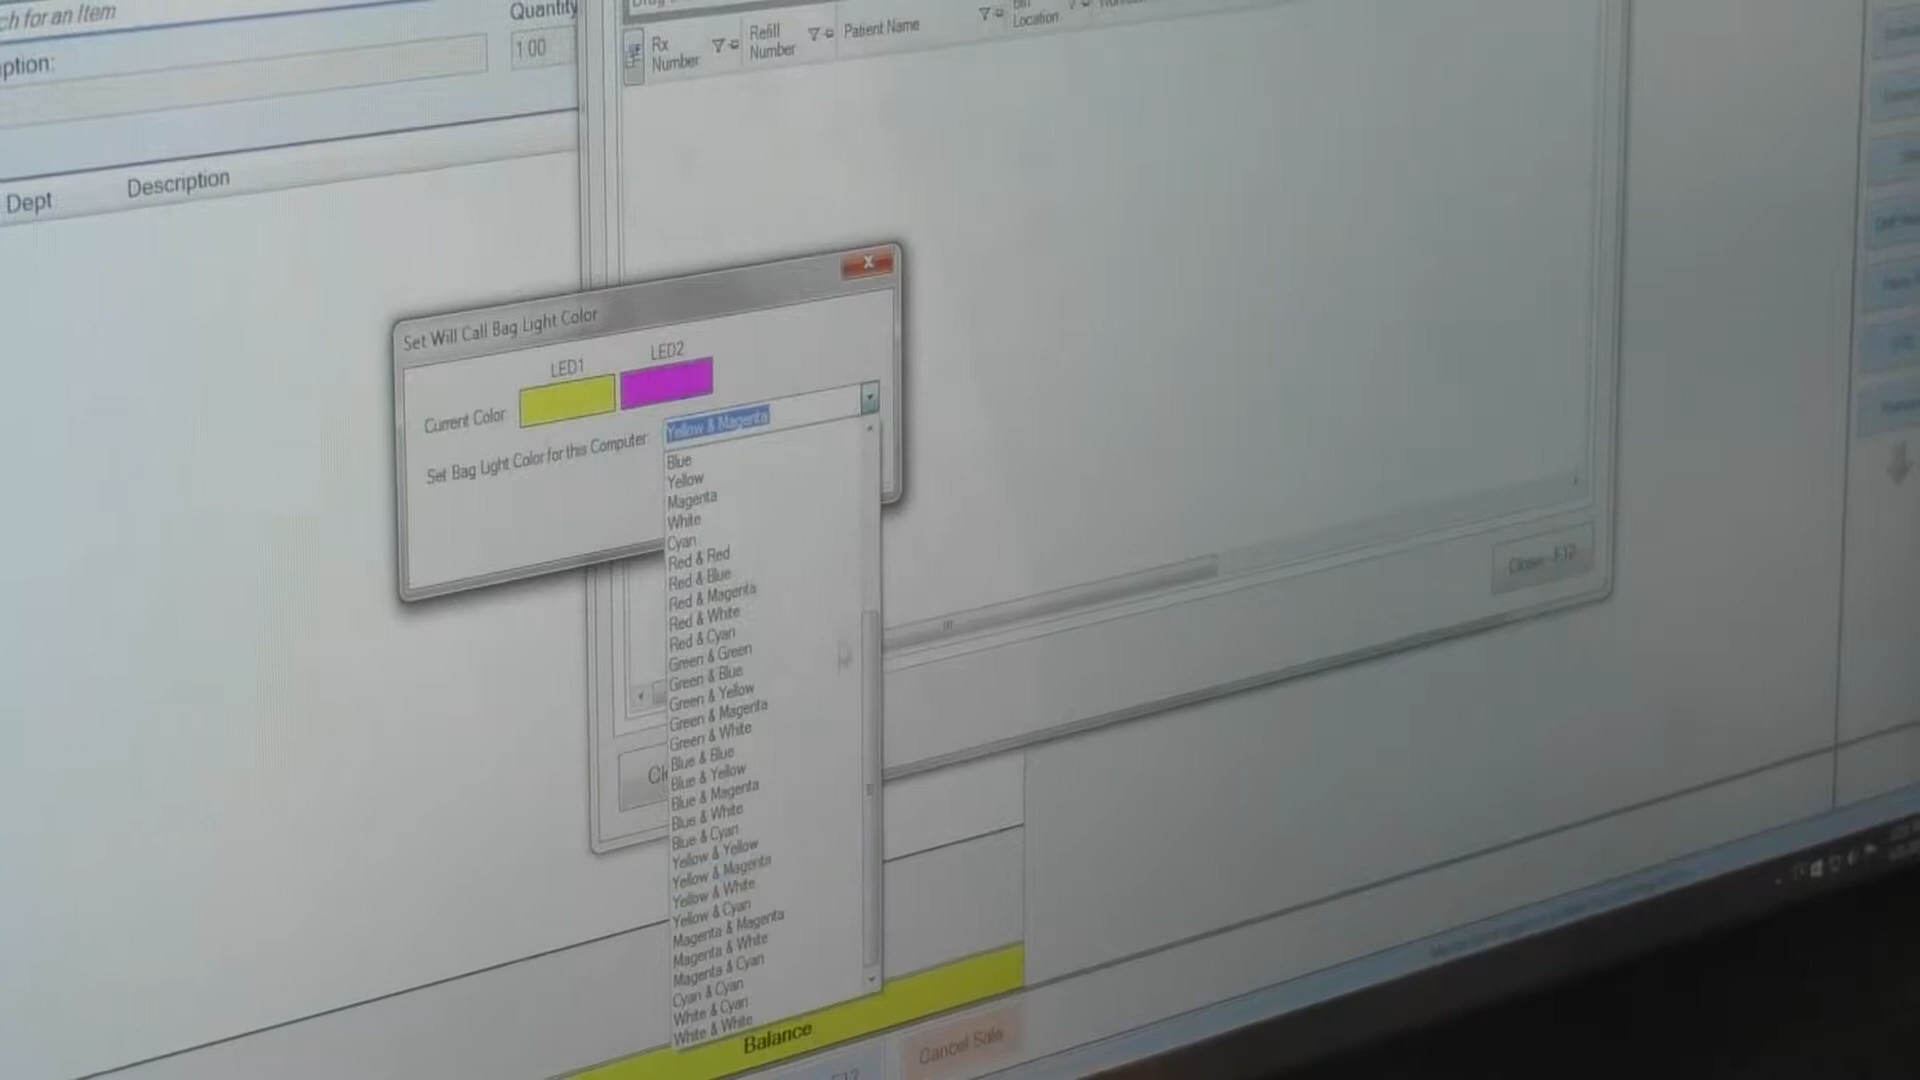 ch for an Item
Quantity
ption:
1.00
Rx Number
Refill Number
Patient Name
Location
Dept
Description
Set Will Call Bag Light Color
X
LED1
LED2
Current Color:
Set Bag Light Color for this Computer:
Yellow & Magenta
Blue
Yellow
Magenta
White
Cyan
Red & Red
Red & Blue
Red & Magenta
Red & White
Red & Cyan
Green & Green
Green & Blue
Green & Yellow
Green & Magenta
Green & White
Blue & Blue
Blue & Yellow
Blue & Magenta
Blue & White
Blue & Cyan
Yellow & Yellow
Yellow & Magenta
Yellow & White
Yellow & Cyan
Magenta & Magenta
Magenta & White
Magenta & Cyan
Cyan & Cyan
White & Cyan
White & White
Close - F12
Balance
Cancel Sale